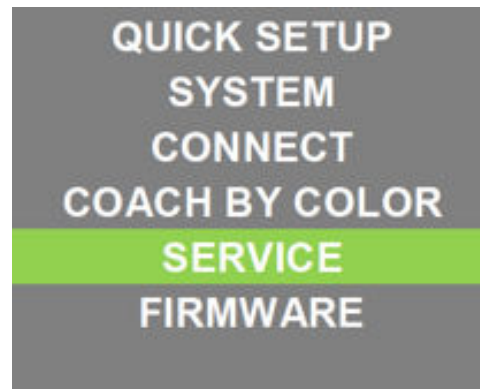 QUICK SETUP
SYSTEM
CONNECT
COACH BY COLOR
SERVICE
FIRMWARE